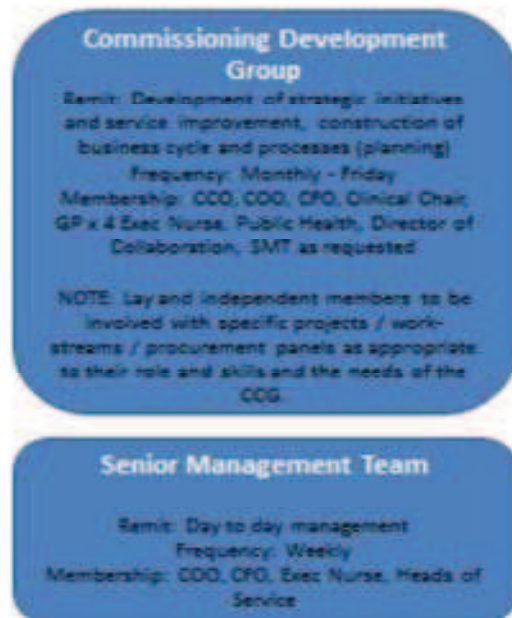 Commissioning Development
Group
Remit: Development of strategic initiatives
and service improvement, construction of
business cycle and processes (planning)
Frequency: Monthly - Friday
Membership: CCO, COO, CFO, Clinical Chair,
GP x 4 Exec Nurse, Public Health, Director of
Collaboration, SMT as requested
NOTE: Lay and independent members to be
involved with specific projects / work-
streams / procurement panels as appropriate
to their role and skills and the needs of the
CCG.
Senior Management Team
Remit: Day to day management
Frequency: Weekly
Membership: COO, CFO, Exec Nurse, Heads of
Service